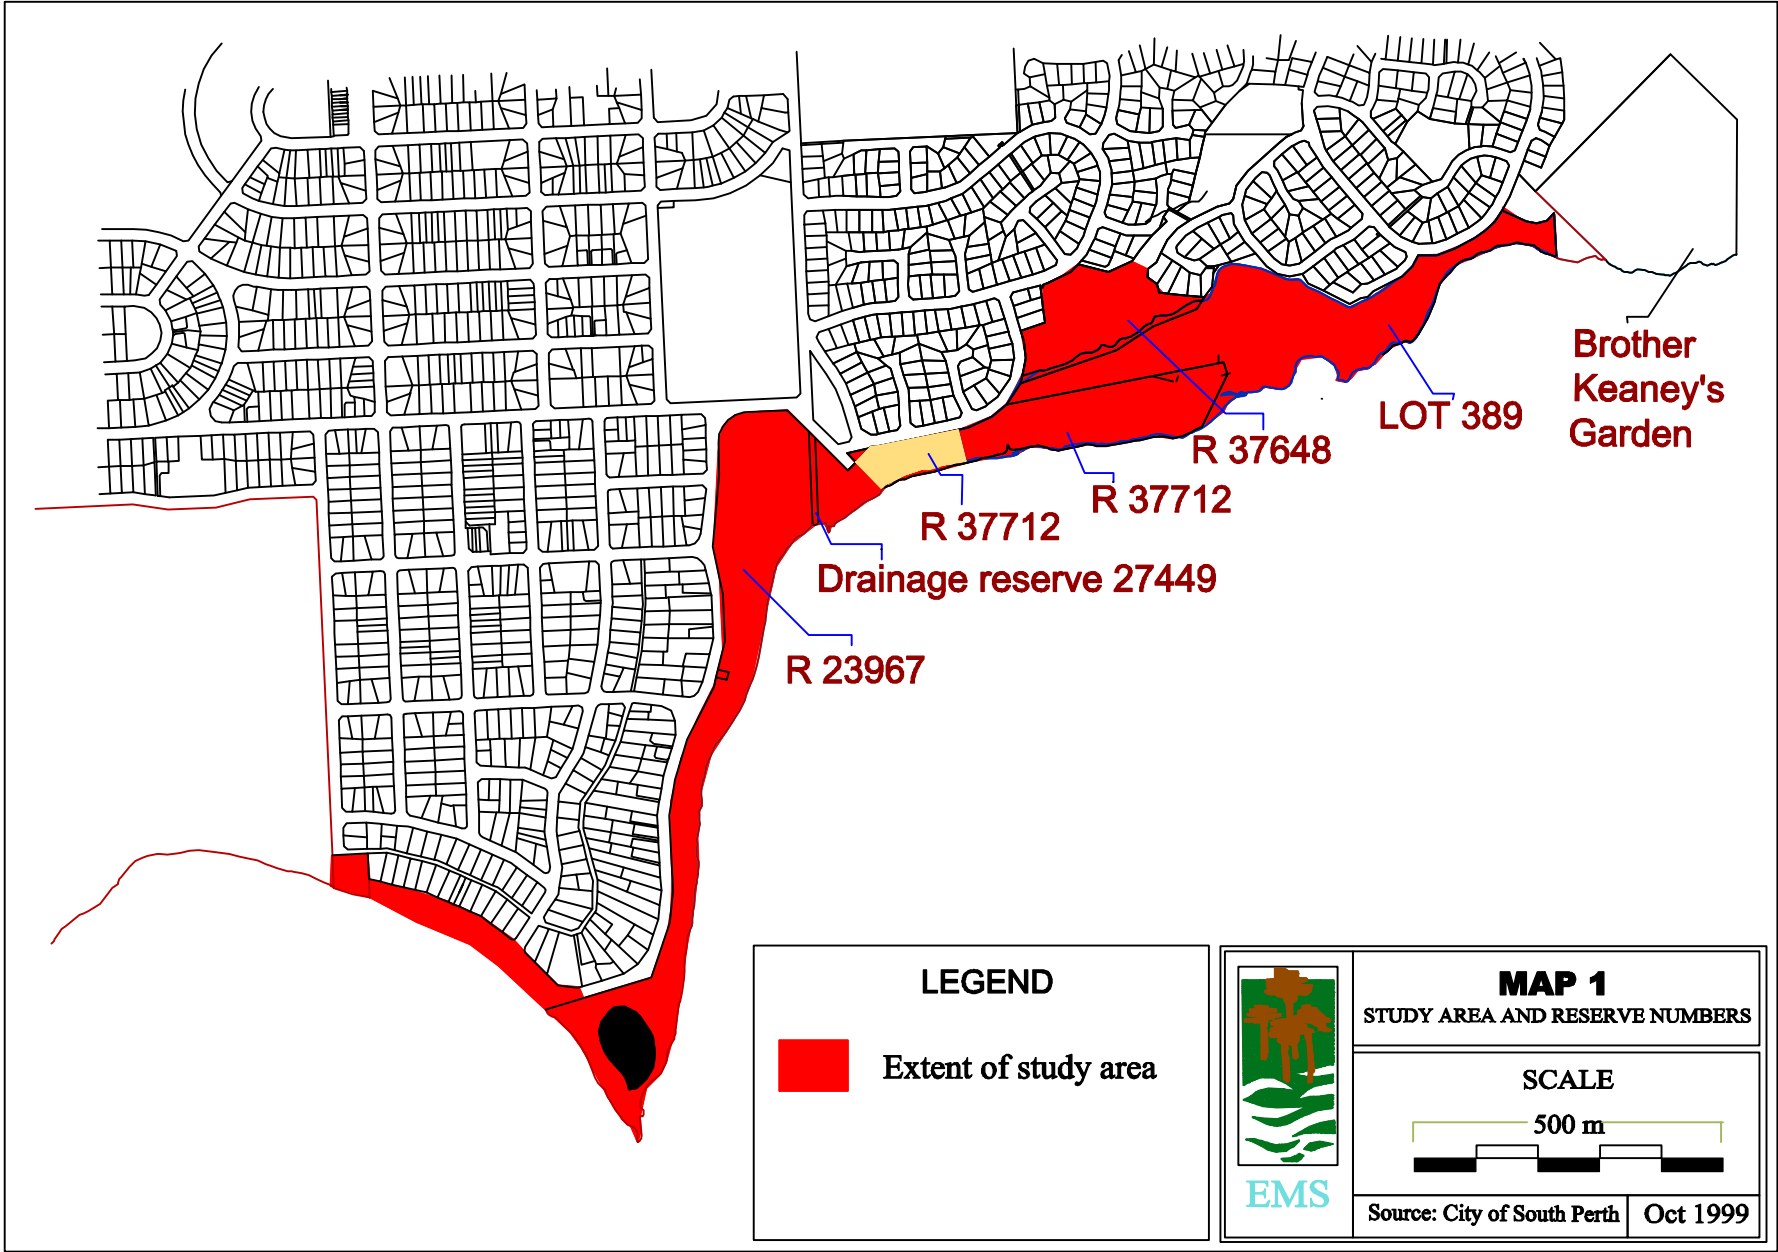 Brother
Keaney's
Garden
LOT 389
R 37648
R 37712
R 37712
Drainage reserve 27449
R 23967
LEGEND
Extent of study area
MAP 1
STUDY AREA AND RESERVE NUMBERS
SCALE
500 m
EMS
Source: City of South Perth
Oct 1999